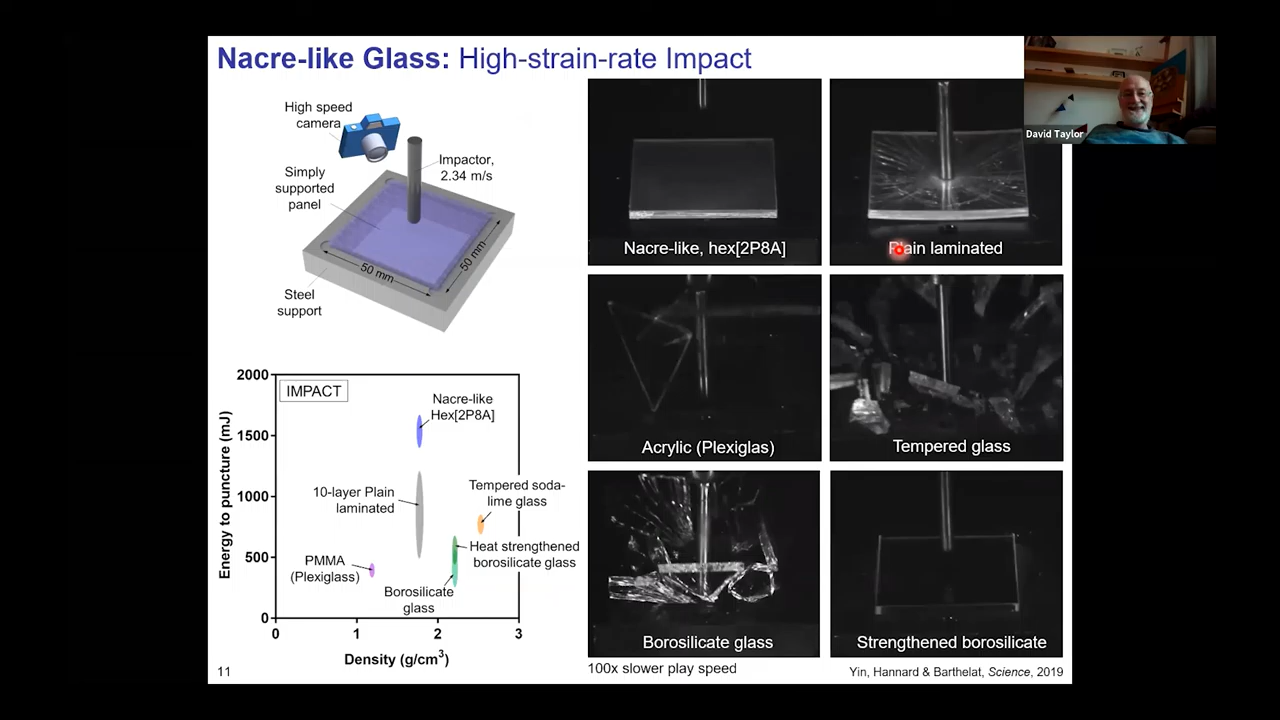 Nacre-like Glass: High-strain-rate Impact
High speed
camera
Impactor,
2.34 m/s
Simply
supported
panel
50 mm
50 mm
Steel
support
2000
1500
1000
500
0
0
1
2
3
Energy to puncture (mJ)
Density (g/cm³)
IMPACT
Nacre-like
Hex[2P8A]
10-layer Plain
laminated
Tempered soda-
lime glass
PMMA
(Plexiglass)
Heat strengthened
borosilicate glass
Borosilicate
glass
11
Nacre-like, hex[2P8A]
Plain laminated
Acrylic (Plexiglas)
Tempered glass
Borosilicate glass
Strengthened borosilicate
100x slower play speed
Yin, Hannard & Barthelat, Science, 2019
David Taylor